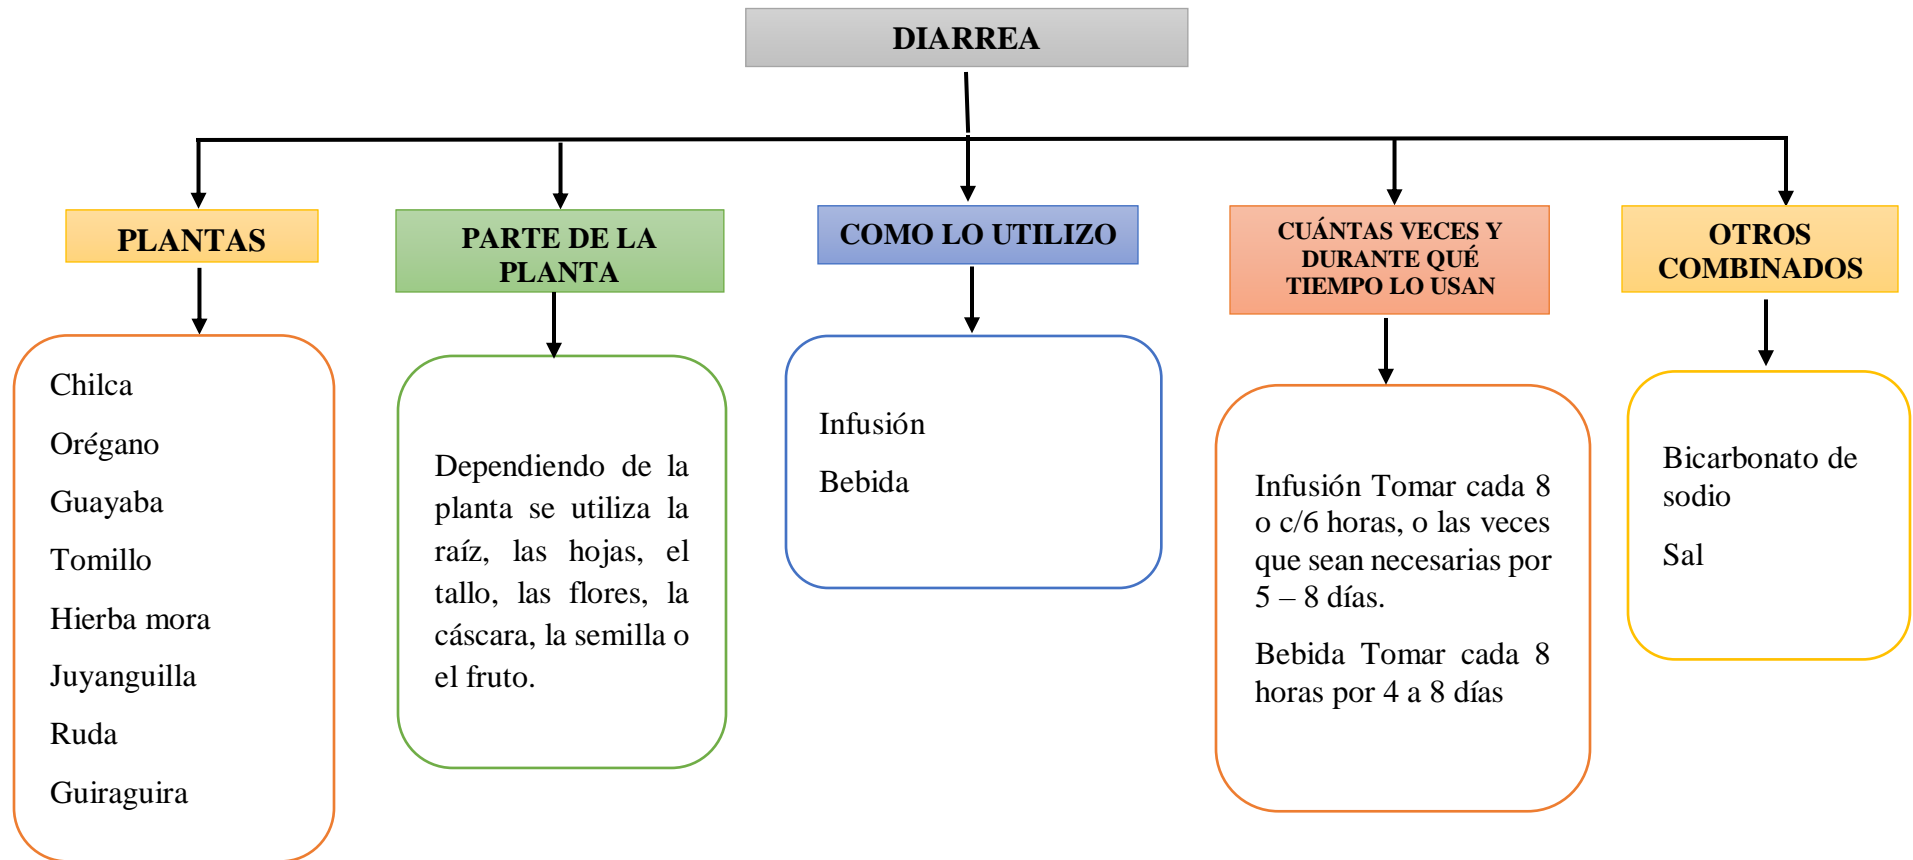 DIARREA
PLANTAS
Chilca
Orégano
Guayaba
Tomillo
Hierba mora
Juyanguilla
Ruda
Guiraguira
PARTE DE LA
PLANTA
Dependiendo de la
planta se utiliza la
raíz, las hojas, el
tallo, las flores, la
cáscara, la semilla o
el fruto.
COMO LO UTILIZO
Infusión
Bebida
CUÁNTAS VECES Y
DURANTE QUÉ
TIEMPO LO USAN
Infusión Tomar cada 8
o c/6 horas, o las veces
que sean necesarias por
5 – 8 días.
Bebida Tomar cada 8
horas por 4 a 8 días
OTROS
COMBINADOS
Bicarbonato de
sodio
Sal